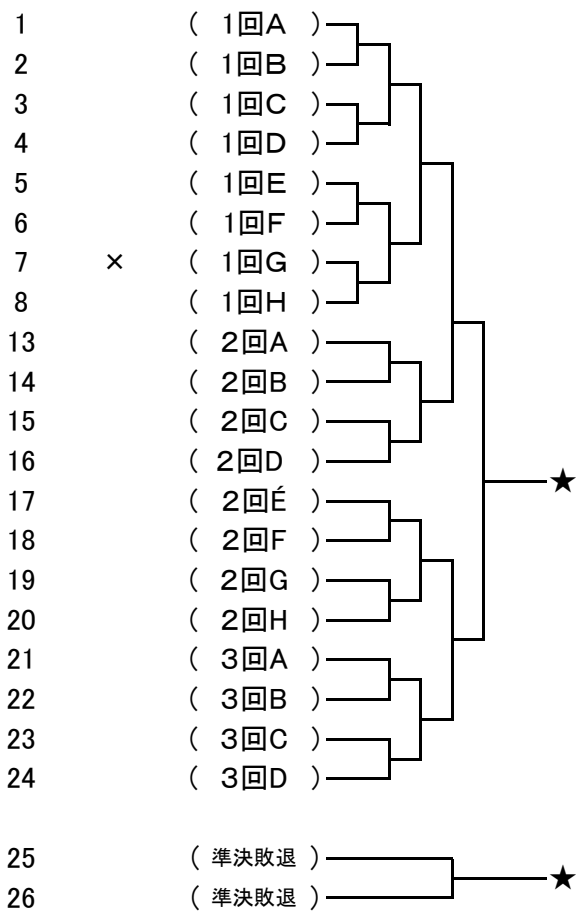 1 ( 1回A )
2 ( 1回B )
3 ( 1回C )
4 ( 1回D )
5 ( 1回E )
6 ( 1回F )
7 × ( 1回G )
8 ( 1回H )
13 ( 2回A )
14 ( 2回B )
15 ( 2回C )
16 ( 2回D )
17 ( 2回É )
18 ( 2回F )
19 ( 2回G )
20 ( 2回H )
21 ( 3回A )
22 ( 3回B )
23 ( 3回C )
24 ( 3回D )
★
25 ( 準決敗退 )
26 ( 準決敗退 )
★